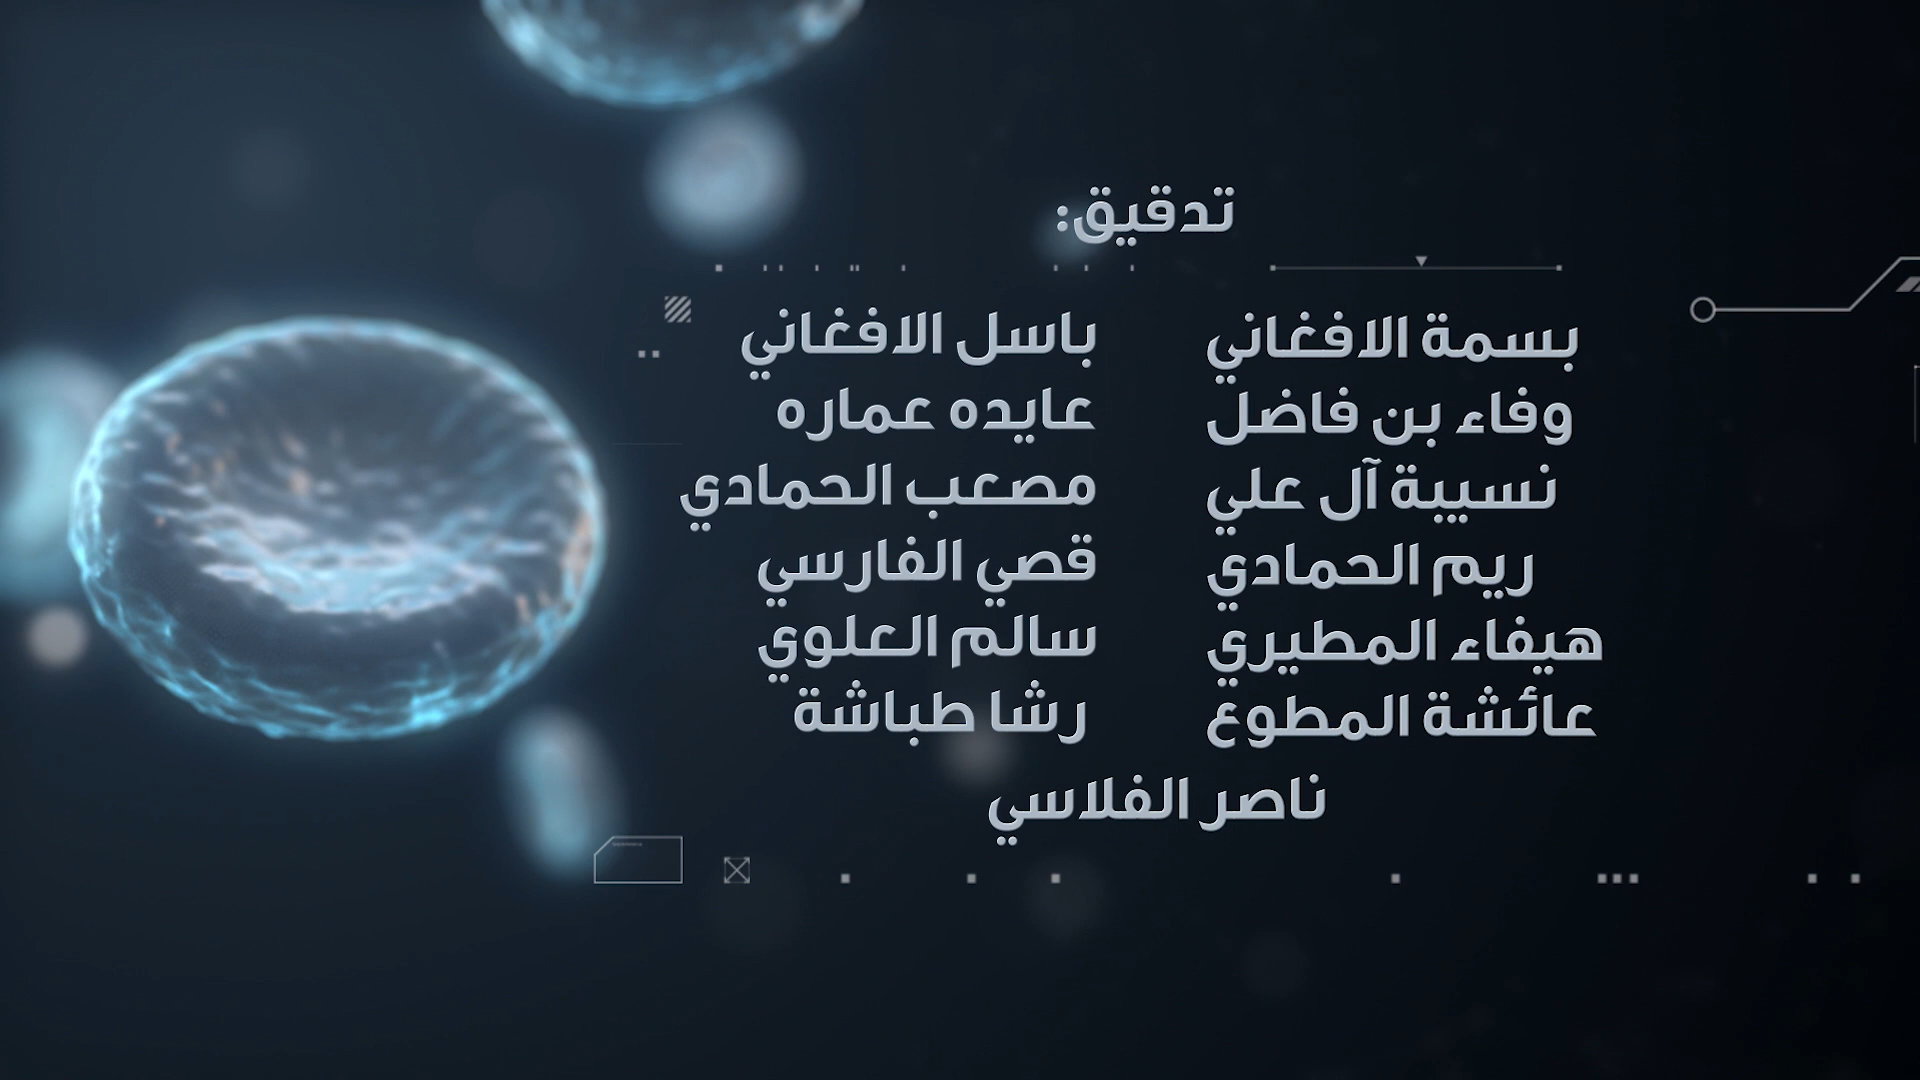 تدقيق:
بسمة الافغاني
باسل الافغاني
وفاء بن فاضل
عايده عماره
نسيبة آل علي
مصعب الحمادي
ريم الحمادي
قصي الفارسي
هيفاء المطيري
سالم العلوي
عائشة المطوع
رشا طباشة
ناصر الفلاسي